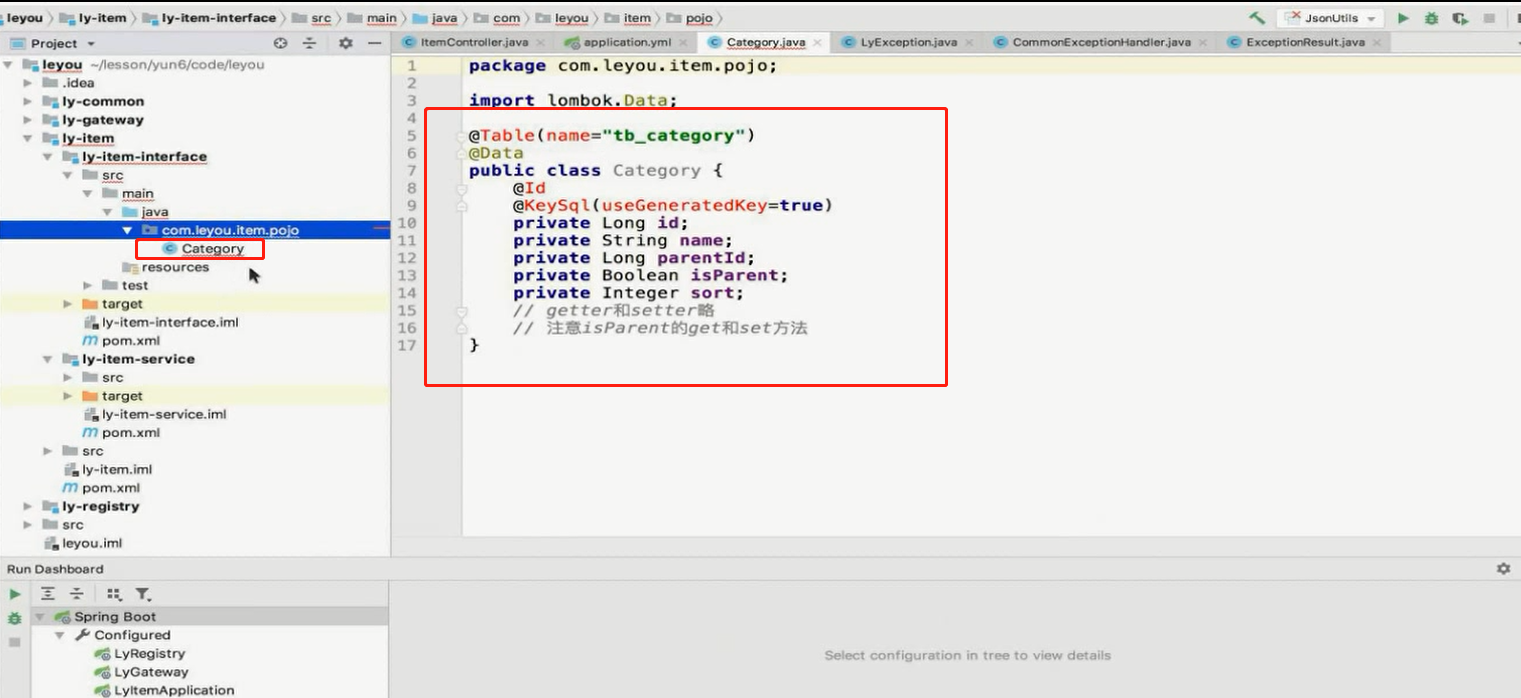 leyou ly-item ly-item-interface src main java com leyou item pojo JsonUtils
Project ItemController.java application.yml Category.java LyException.java CommonExceptionHandler.java ExceptionResult.java
leyou ~/lesson/yun6/code/leyou
.idea
ly-common
ly-gateway
ly-item
ly-item-interface
src
main
java
com.leyou.item.pojo
Category
resources
test
target
ly-item-interface.iml
pom.xml
ly-item-service
src
target
ly-item-service.iml
pom.xml
src
ly-item.iml
pom.xml
ly-registry
src
leyou.iml
1 package com.leyou.item.pojo;
2
3 import lombok.Data;
4
5 @Table(name="tb_category")
6 @Data
7 public class Category {
8 @Id
9 @KeySql(useGeneratedKey=true)
10 private Long id;
11 private String name;
12 private Long parentId;
13 private Boolean isParent;
14 private Integer sort;
15 // getter和setter略
16 // 注意isParent的get和set方法
17 }
Run Dashboard
Spring Boot
Configured
LyRegistry
LyGateway
LyItemApplication
Select configuration in tree to view details